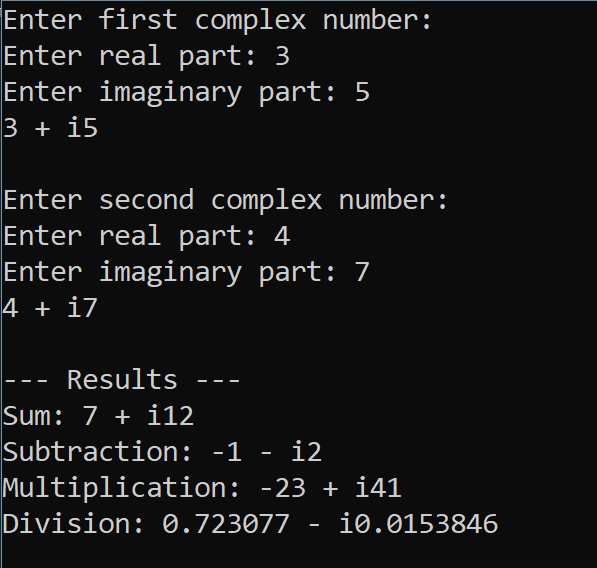 Enter first complex number:
Enter real part: 3
Enter imaginary part: 5
3 + i5
Enter second complex number:
Enter real part: 4
Enter imaginary part: 7
4 + i7
--- Results ---
Sum: 7 + i12
Subtraction: -1 - i2
Multiplication: -23 + i41
Division: 0.723077 - i0.0153846